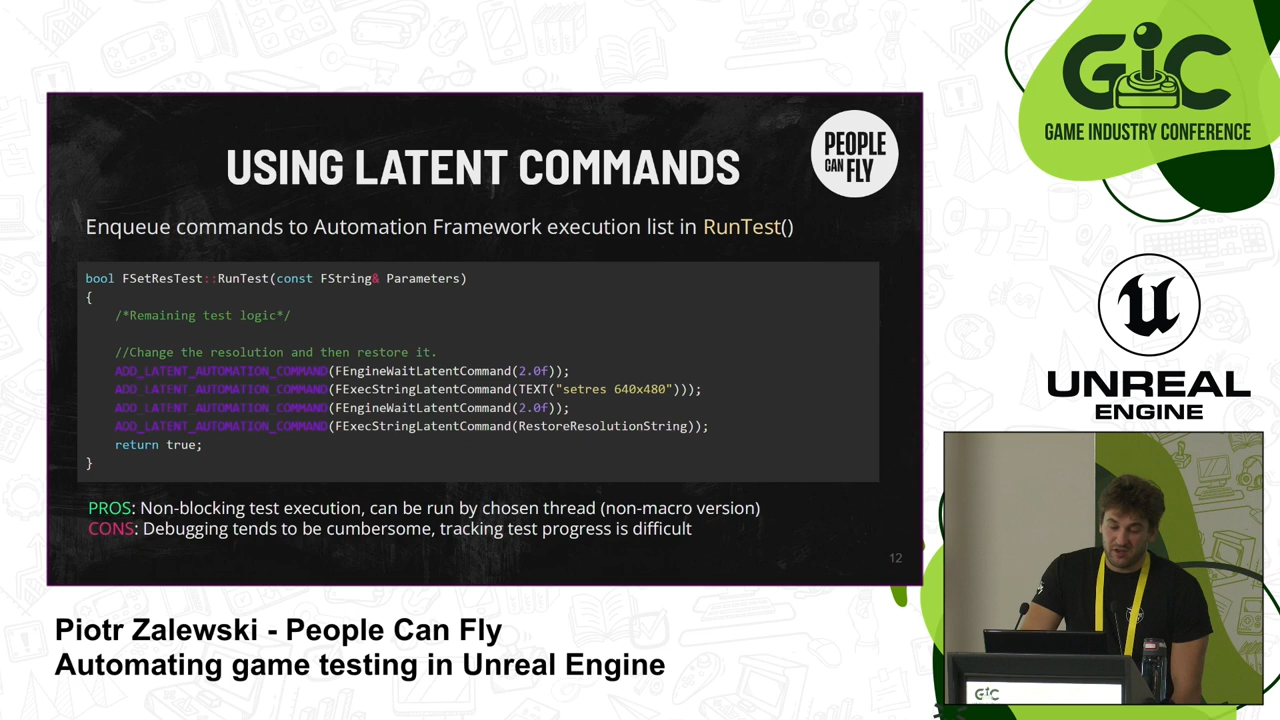 GIC
GAME INDUSTRY CONFERENCE
PEOPLE
CAN FLY
USING LATENT COMMANDS
Enqueue commands to Automation Framework execution list in RunTest()
bool FSetResTest::RunTest(const FString& Parameters)
{
/*Remaining test logic*/
//Change the resolution and then restore it.
ADD_LATENT_AUTOMATION_COMMAND(FEngineWaitLatentCommand(2.0f));
ADD_LATENT_AUTOMATION_COMMAND(FExecStringLatentCommand(TEXT("setres 640x480")));
ADD_LATENT_AUTOMATION_COMMAND(FEngineWaitLatentCommand(2.0f));
ADD_LATENT_AUTOMATION_COMMAND(FExecStringLatentCommand(RestoreResolutionString));
return true;
}
PROS: Non-blocking test execution, can be run by chosen thread (non-macro version)
CONS: Debugging tends to be cumbersome, tracking test progress is difficult
12
UNREAL
ENGINE
GIC
Piotr Zalewski - People Can Fly
Automating game testing in Unreal Engine